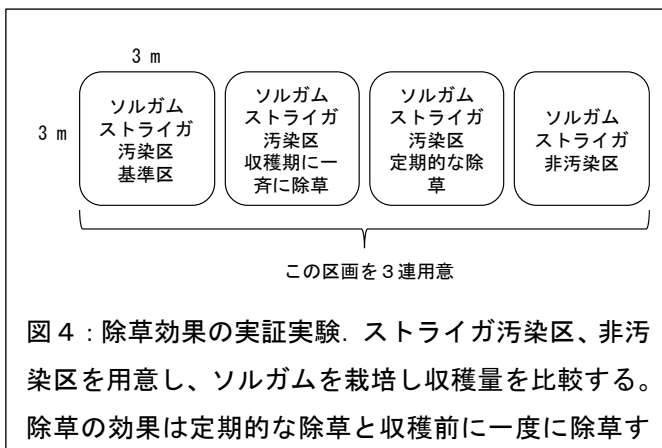 3 m
3 m
ソルガム
ストライガ
汚染区
基準区
ソルガム
ストライガ
汚染区
収穫期に一
斉に除草
ソルガム
ストライガ
汚染区
定期的な除
草
ソルガム
ストライガ
非汚染区
この区画を３連用意
図４：除草効果の実証実験. ストライガ汚染区、非汚
染区を用意し、ソルガムを栽培し収穫量を比較する。
除草の効果は定期的な除草と収穫前に一度に除草す